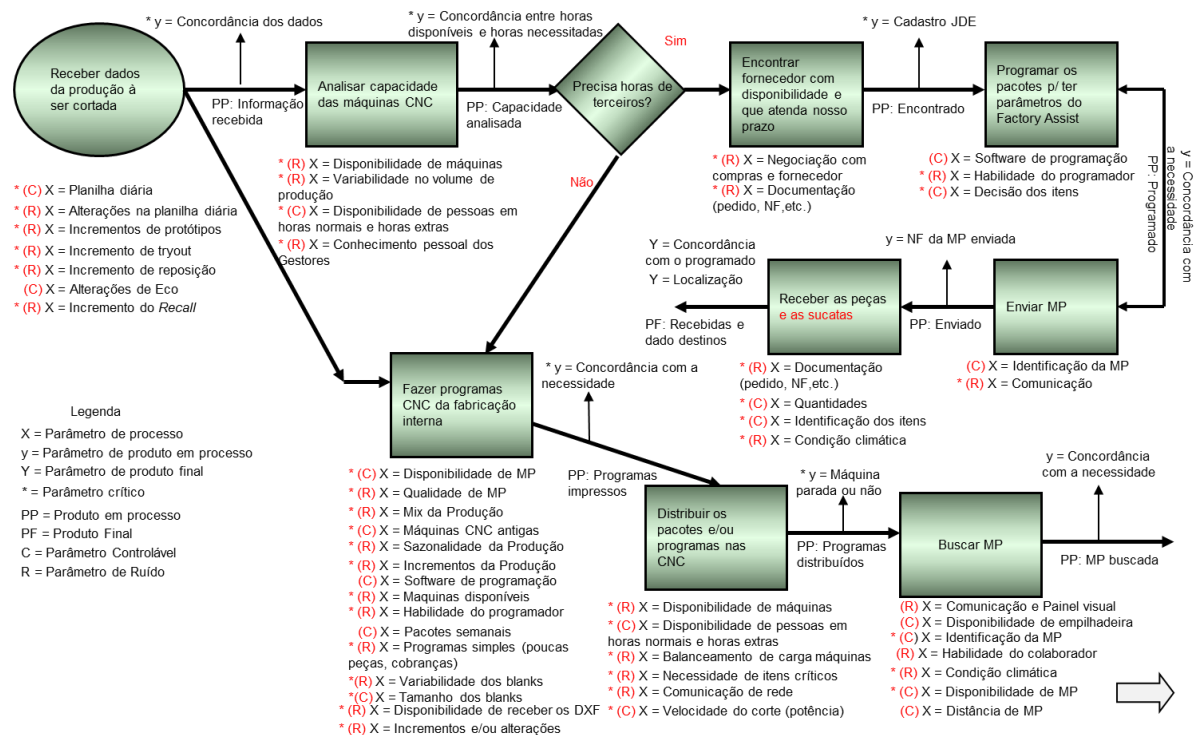 Receber dados
da produção à
ser cortada
* y = Concordância dos dados
PP: Informação
recebida
* (C) X = Planilha diária
* (R) X = Alterações na planilha diária
* (R) X = Incrementos de protótipos
* (R) X = Incremento de tryout
* (R) X = Incremento de reposição
(C) X = Alterações de Eco
* (R) X = Incremento do Recall
Analisar capacidade
das máquinas CNC
* y = Concordância entre horas
disponíveis e horas necessitadas
PP: Capacidade
analisada
* (R) X = Disponibilidade de máquinas
* (R) X = Variabilidade no volume de
produção
* (C) X = Disponibilidade de pessoas em
horas normais e horas extras
* (R) X = Conhecimento pessoal dos
Gestores
Precisa horas de
terceiros?
Sim
Não
Encontrar
fornecedor com
disponibilidade e
que atenda nosso
prazo
* y = Cadastro JDE
PP: Encontrado
* (R) X = Negociação com
compras e fornecedor
* (R) X = Documentação
(pedido, NF,etc.)
Programar os
pacotes p/ ter
parâmetros do
Factory Assist
(C) X = Software de programação
* (R) X = Habilidade do programador
* (C) X = Decisão dos itens
y = Concordância com
a necessidade
PP: Programado
Enviar MP
y = NF da MP enviada
PP: Enviado
(C) X = Identificação da MP
* (R) X = Comunicação
Receber as peças
e as sucatas
Y = Concordância
com o programado
Y = Localização
PF: Recebidas e
dado destinos
* (R) X = Documentação
(pedido, NF,etc.)
* (C) X = Quantidades
* (C) X = Identificação dos itens
* (R) X = Condição climática
Legenda
X = Parâmetro de processo
y = Parâmetro de produto em processo
Y = Parâmetro de produto final
* = Parâmetro crítico
PP = Produto em processo
PF = Produto Final
C = Parâmetro Controlável
R = Parâmetro de Ruído
Fazer programas
CNC da fabricação
interna
* y = Concordância com a
necessidade
PP: Programas
impressos
* (C) X = Disponibilidade de MP
* (R) X = Qualidade de MP
* (R) X = Mix da Produção
* (C) X = Máquinas CNC antigas
* (R) X = Sazonalidade da Produção
* (R) X = Incrementos da Produção
(C) X = Software de programação
* (R) X = Maquinas disponíveis
* (R) X = Habilidade do programador
(C) X = Pacotes semanais
* (R) X = Programas simples (poucas
peças, cobranças)
*(R) X = Variabilidade dos blanks
*(C) X = Tamanho dos blanks
* (R) X = Disponibilidade de receber os DXF
* (R) X = Incrementos e/ou alterações
Distribuir os
pacotes e/ou
programas nas
CNC
* y = Máquina
parada ou não
PP: Programas
distribuídos
* (R) X = Disponibilidade de máquinas
* (C) X = Disponibilidade de pessoas em
horas normais e horas extras
* (R) X = Balanceamento de carga máquinas
* (R) X = Necessidade de itens críticos
* (R) X = Comunicação de rede
* (C) X = Velocidade do corte (potência)
Buscar MP
y = Concordância
com a necessidade
PP: MP buscada
(R) X = Comunicação e Painel visual
(C) X = Disponibilidade de empilhadeira
* (C) X = Identificação da MP
(R) X = Habilidade do colaborador
* (R) X = Condição climática
* (C) X = Disponibilidade de MP
(C) X = Distância de MP